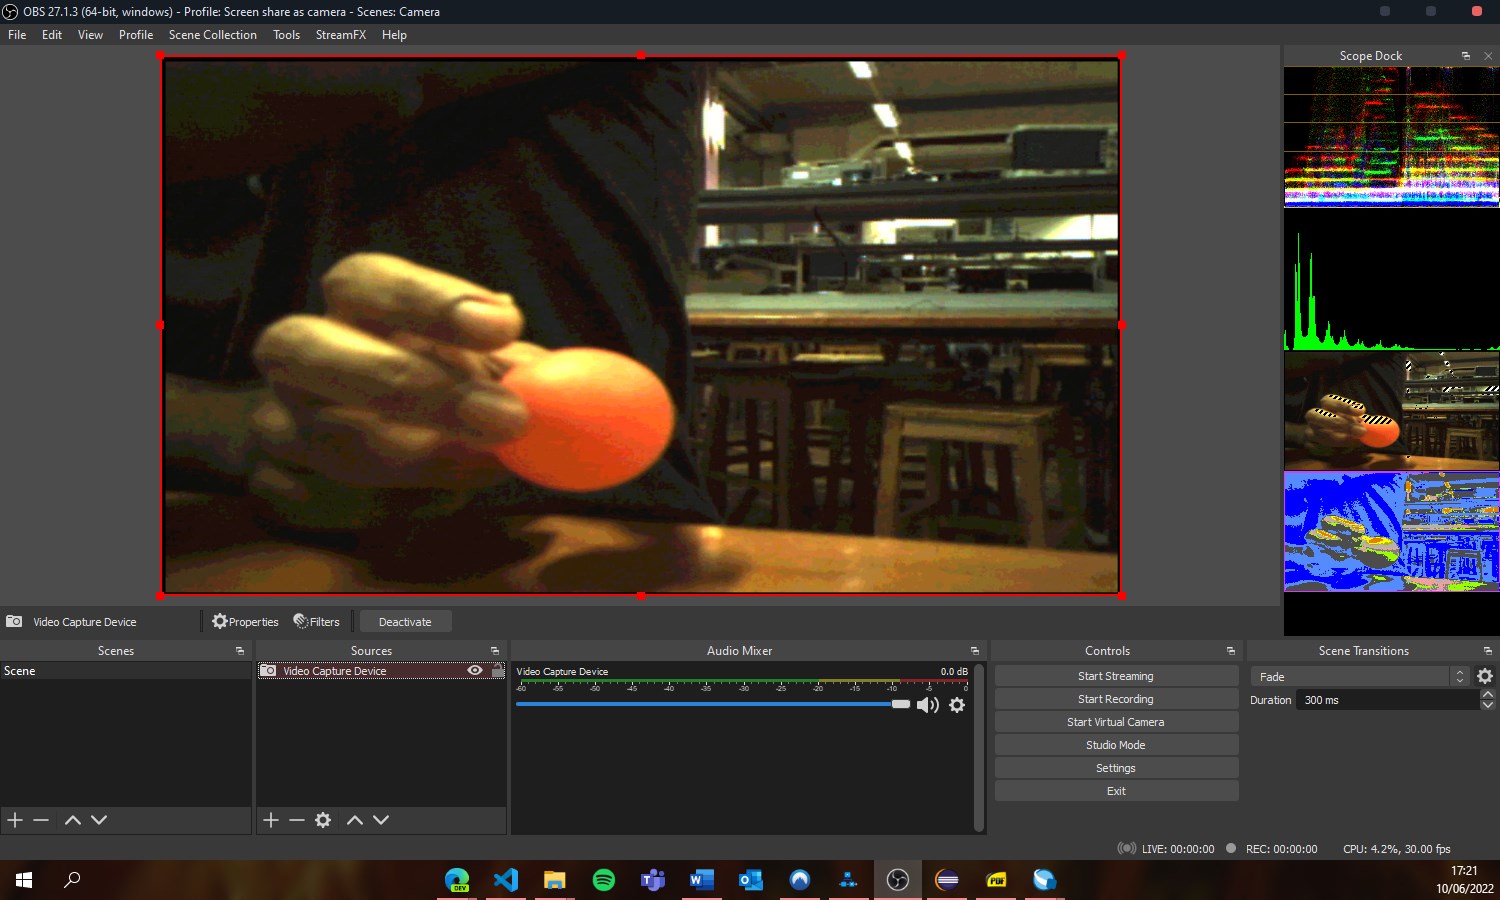 OBS 27.1.3 (64-bit, windows) - Profile: Screen share as camera - Scenes: Camera
File Edit View Profile Scene Collection Tools StreamFX Help
Scope Dock
Video Capture Device Properties Filters Deactivate
Scenes Sources Audio Mixer Controls Scene Transitions
Scene
Video Capture Device
Video Capture Device 0.0 dB
-60 -55 -50 -45 -40 -35 -30 -25 -20 -15 -10 -5 0
Start Streaming
Start Recording
Start Virtual Camera
Studio Mode
Settings
Exit
Fade
Duration 300 ms
LIVE: 00:00:00 REC: 00:00:00 CPU: 4.2%, 30.00 fps
DEV
W
PDF
17:21
10/06/2022